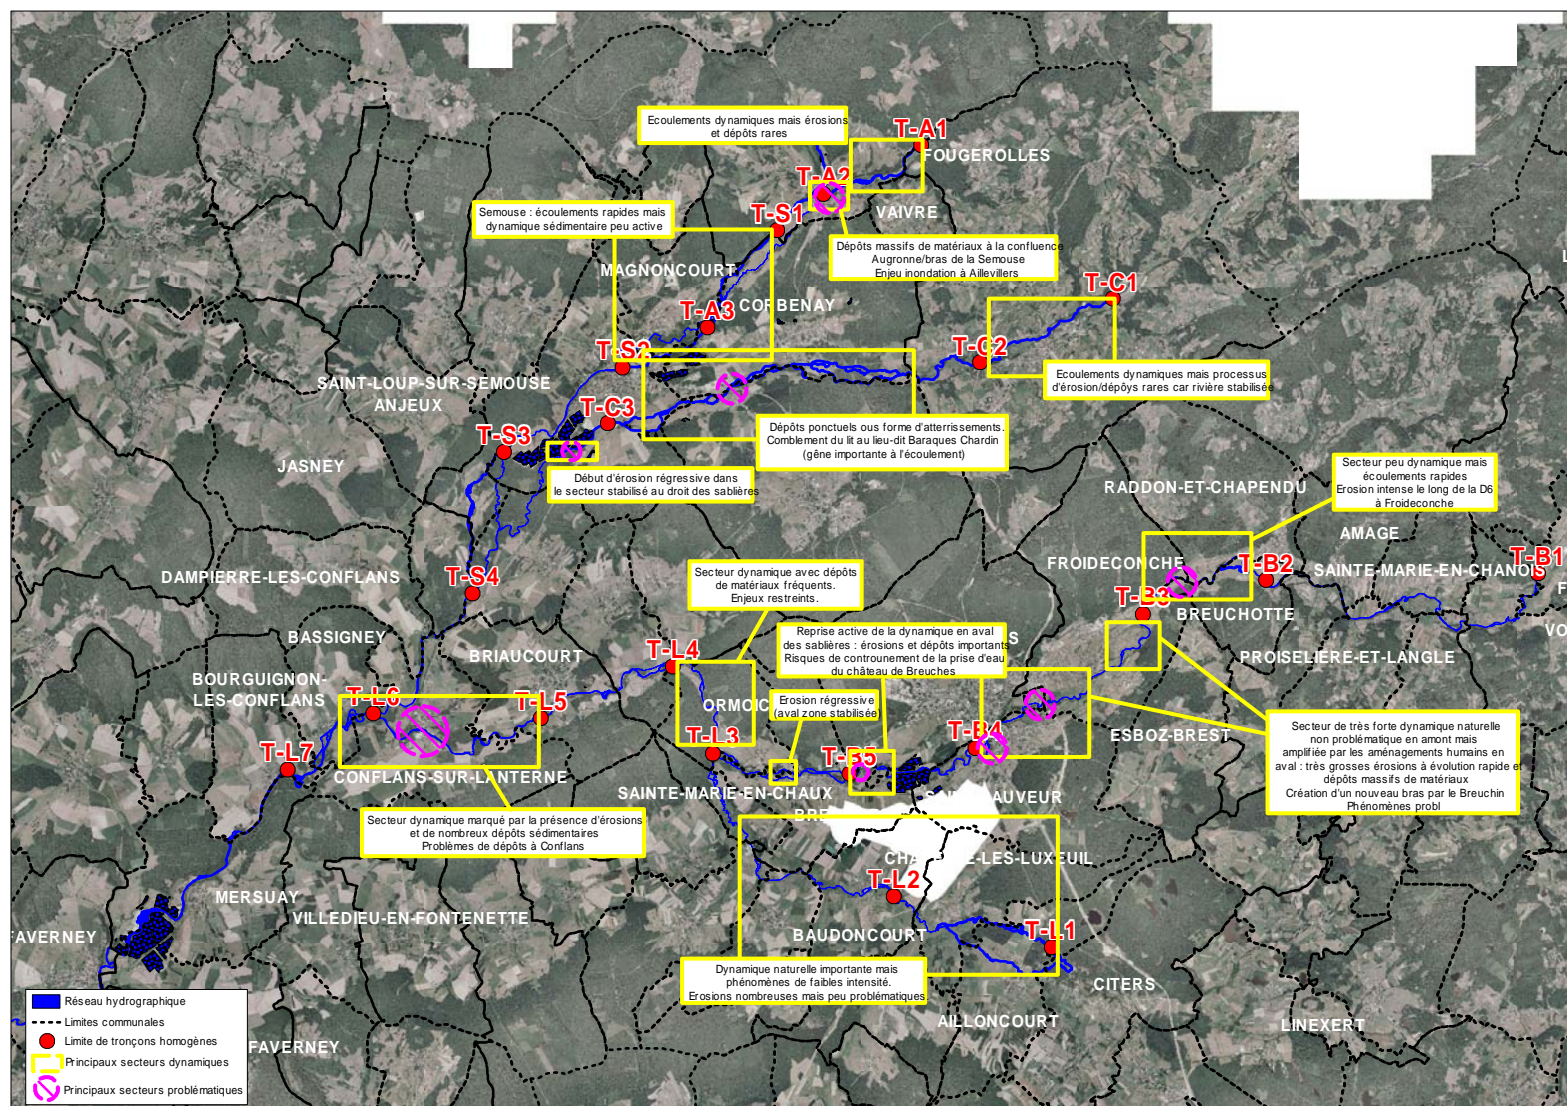 Ecoulements dynamiques mais érosions
et dépôts rares
T-A1
FOUGEROLLES
T-A2
VAIVRE
Semouse : écoulements rapides mais
dynamique sédimentaire peu active
T-S1
Dépôts massifs de matériaux à la confluence
Augronne/bras de la Semouse
Enjeu inondation à Aillevillers
MAGNONCOURT
CORBENAY
T-A3
T-C1
T-S2
T-C2
Ecoulements dynamiques mais processus
d'érosion/dépôys rares car rivière stabilisée
SAINT-LOUP-SUR-SEMOUSE
ANJEUX
T-C3
Dépôts ponctuels ous forme d'atterrissements.
Comblement du lit au lieu-dit Baraques Chardin
(gêne importante à l'écoulement)
T-S3
JASNEY
Début d'érosion régressive dans
le secteur stabilisé au droit des sablières
Secteur peu dynamique mais
écoulements rapides
Erosion intense le long de la D6
à Froideconche
RADDON-ET-CHAPENDU
AMAGE
FROIDECONCHE
T-B1
T-B2
SAINTE-MARIE-EN-CHANOIS
DAMPIERRE-LES-CONFLANS
T-S4
Secteur dynamique avec dépôts
de matériaux fréquents.
Enjeux restreints.
T-B3
BREUCHOTTE
VO
BASSIGNEY
BRIAUCOURT
Reprise active de la dynamique en aval
des sablières : érosions et dépôts importants
Risques de controunement de la prise d'eau
du château de Breuches
S
PROISELIERE-ET-LANGLE
T-L4
BOURGUIGNON-
LES-CONFLANS
T-L6
T-L5
ORMOIC
Erosion régressive
(aval zone stabilisée)
T-L3
T-B4
ESBOZ-BREST
Secteur de très forte dynamique naturelle
non problématique en amont mais
amplifiée par les aménagements humains en
aval : très grosses érosions à évolution rapide et
dépôts massifs de matériaux
Création d'un nouveau bras par le Breuchin
Phénomènes probl
T-L7
CONFLANS-SUR-LANTERNE
T-B5
SAINTE-MARIE-EN-CHAUX
BRE
Secteur dynamique marqué par la présence d'érosions
et de nombreux dépôts sédimentaires
Problèmes de dépôts à Conflans
T-L2
MERSUAY
VILLEDIEU-EN-FONTENETTE
FAVERNEY
BAUDONCOURT
T-L1
CITERS
Dynamique naturelle importante mais
phénomènes de faibles intensité.
Erosions nombreuses mais peu problématiques
AILLONCOURT
LINEXERT
FAVERNEY
Réseau hydrographique
Limites communales
Limite de tronçons homogènes
Principaux secteurs dynamiques
Principaux secteurs problématiques